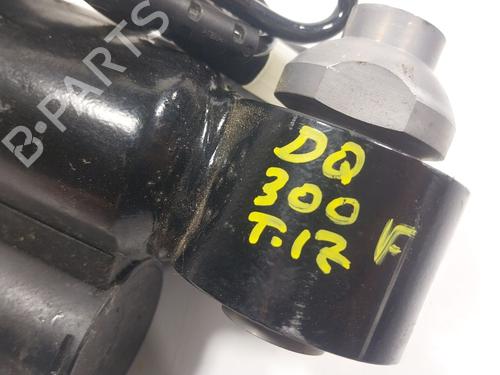 B-PARTS
DQ
300
T.12 F